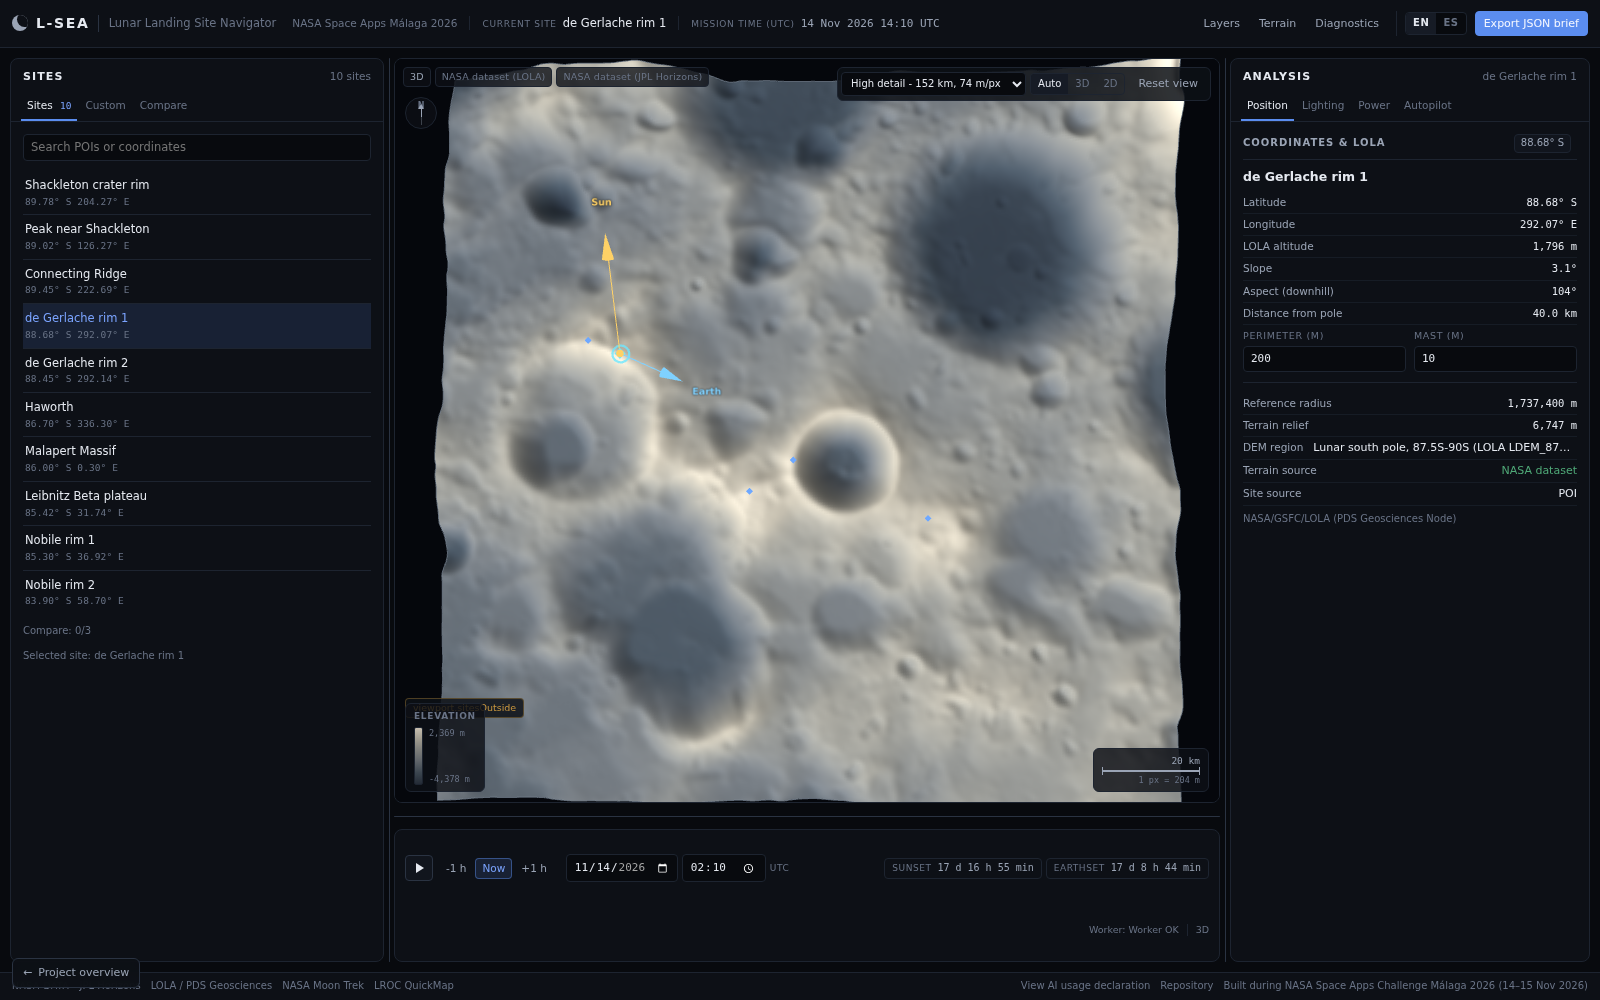 L-SEA
Lunar Landing Site Navigator
NASA Space Apps Málaga 2026
CURRENT SITE de Gerlache rim 1
MISSION TIME (UTC) 14 Nov 2026 14:10 UTC
Layers
Terrain
Diagnostics
EN ES
Export JSON brief
SITES
10 sites
Sites 10
Custom
Compare
Search POIs or coordinates
Shackleton crater rim
89.78° S 204.27° E
Peak near Shackleton
89.02° S 126.27° E
Connecting Ridge
89.45° S 222.69° E
de Gerlache rim 1
88.68° S 292.07° E
de Gerlache rim 2
88.45° S 292.14° E
Haworth
86.70° S 336.30° E
Malapert Massif
86.00° S 0.30° E
Leibnitz Beta plateau
85.42° S 31.74° E
Nobile rim 1
85.30° S 36.92° E
Nobile rim 2
83.90° S 58.70° E
Compare: 0/3
Selected site: de Gerlache rim 1
3D
NASA dataset (LOLA)
NASA dataset (JPL Horizons)
High detail - 152 km, 74 m/px
Auto
3D
2D
Reset view
N
Sun
Earth
viewport.sitesOutside
ELEVATION
2,369 m
-4,378 m
20 km
1 px = 204 m
-1 h
Now
+1 h
11/14/2026
02:10
UTC
SUNSET 17 d 16 h 55 min
EARTHSET 17 d 8 h 44 min
Worker: Worker OK
3D
ANALYSIS
de Gerlache rim 1
Position
Lighting
Power
Autopilot
COORDINATES & LOLA
88.68° S
de Gerlache rim 1
Latitude 88.68° S
Longitude 292.07° E
LOLA altitude 1,796 m
Slope 3.1°
Aspect (downhill) 104°
Distance from pole 40.0 km
PERIMETER (M) MAST (M)
200 10
Reference radius 1,737,400 m
Terrain relief 6,747 m
DEM region Lunar south pole, 87.5S-90S (LOLA LDEM_87...
Terrain source NASA dataset
Site source POI
NASA/GSFC/LOLA (PDS Geosciences Node)
← Project overview
LOLA / PDS Geosciences
NASA Moon Trek
LROC QuickMap
View AI usage declaration
Repository
Built during NASA Space Apps Challenge Málaga 2026 (14–15 Nov 2026)